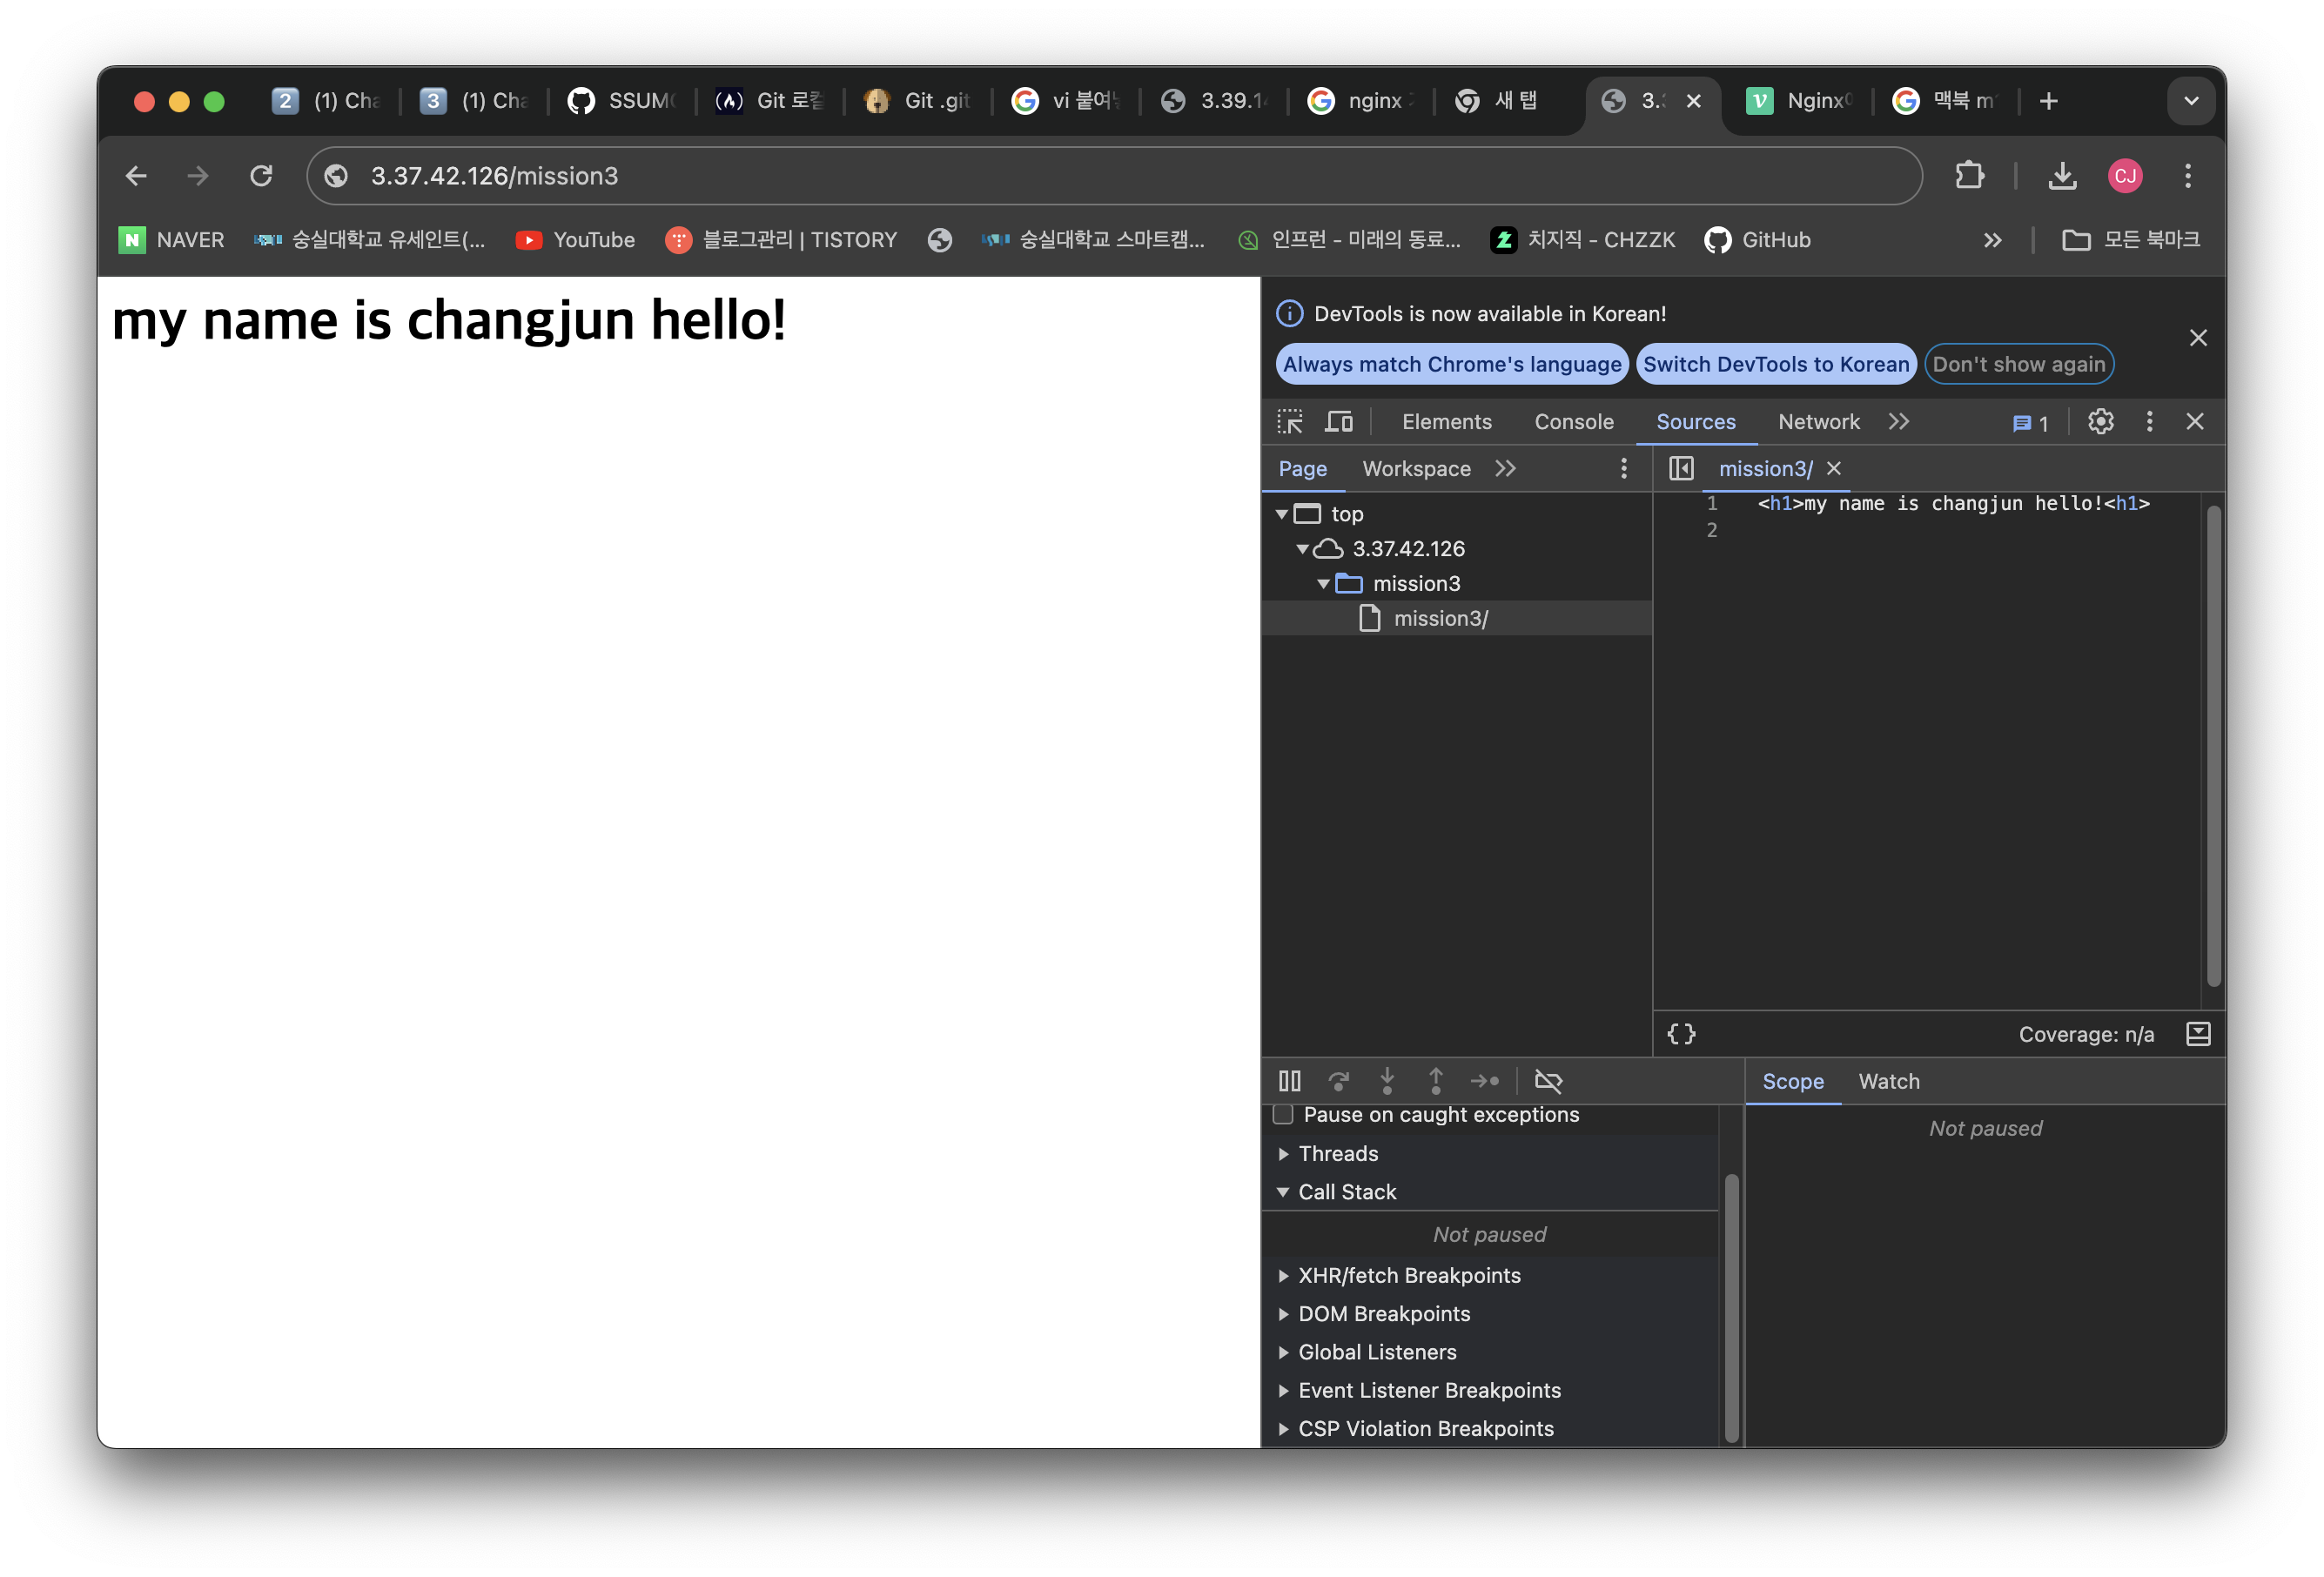 2 (1) Cha
3 (1) Cha
SSUMC
Git 로컬
Git .git
vi 붙여넣
3.39.14
nginx
새 탭
3.3
Nginx
맥북 m
3.37.42.126/mission3
CJ
NAVER
숭실대학교 유세인트(...
YouTube
블로그관리 | TISTORY
숭실대학교 스마트캠...
인프런 - 미래의 동료...
치지직 - CHZZK
GitHub
모든 북마크
my name is changjun hello!
DevTools is now available in Korean!
Always match Chrome's language
Switch DevTools to Korean
Don't show again
Elements
Console
Sources
Network
1
Page
Workspace
mission3/
top
3.37.42.126
mission3
mission3/
1 <h1>my name is changjun hello!<h1>
2
{}
Coverage: n/a
Scope
Watch
Pause on caught exceptions
Not paused
Threads
Call Stack
Not paused
XHR/fetch Breakpoints
DOM Breakpoints
Global Listeners
Event Listener Breakpoints
CSP Violation Breakpoints